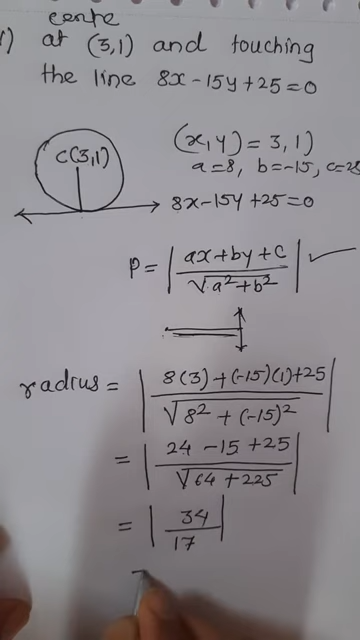 centre
1) at (3,1) and touching
the line 8x-15y+25=0
C(3,1)
(x,y) = 3,1)
a=8, b=-15, c=25
8x-15y+25=0
P = | ax+by+c / √a²+b² |
radius = | 8(3)+(-15)(1)+25 / √8²+(-15)² |
= | 24-15+25 / √64+225 |
= | 34 / 17 |